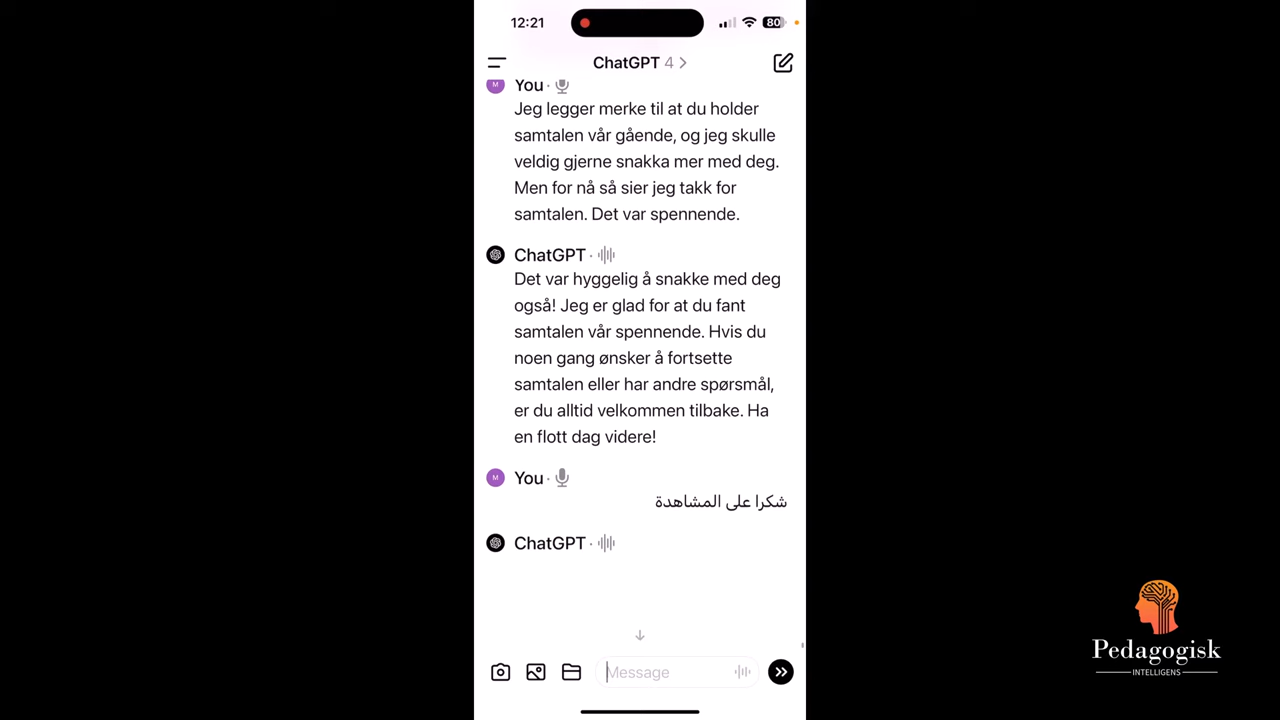 12:21
80
ChatGPT 4
M
You
Jeg legger merke til at du holder
samtalen vår gående, og jeg skulle
veldig gjerne snakka mer med deg.
Men for nå så sier jeg takk for
samtalen. Det var spennende.
ChatGPT
Det var hyggelig å snakke med deg
også! Jeg er glad for at du fant
samtalen vår spennende. Hvis du
noen gang ønsker å fortsette
samtalen eller har andre spørsmål,
er du alltid velkommen tilbake. Ha
en flott dag videre!
M
You
شكرا على المشاهدة
ChatGPT
Message
Pedagogisk
INTELLIGENS